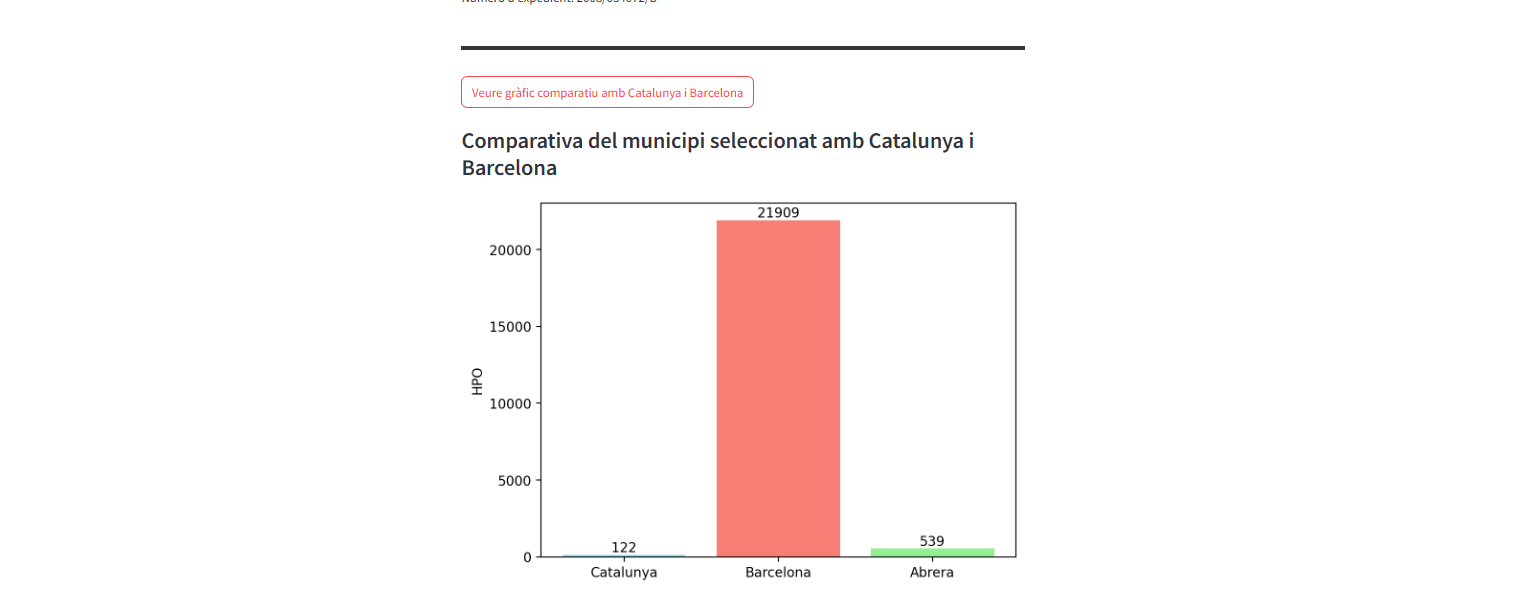 Veure gràfic comparatiu amb Catalunya i Barcelona
Comparativa del municipi seleccionat amb Catalunya i
Barcelona
21909
20000
15000
HPO
10000
5000
539
122
0
Catalunya Barcelona Abrera